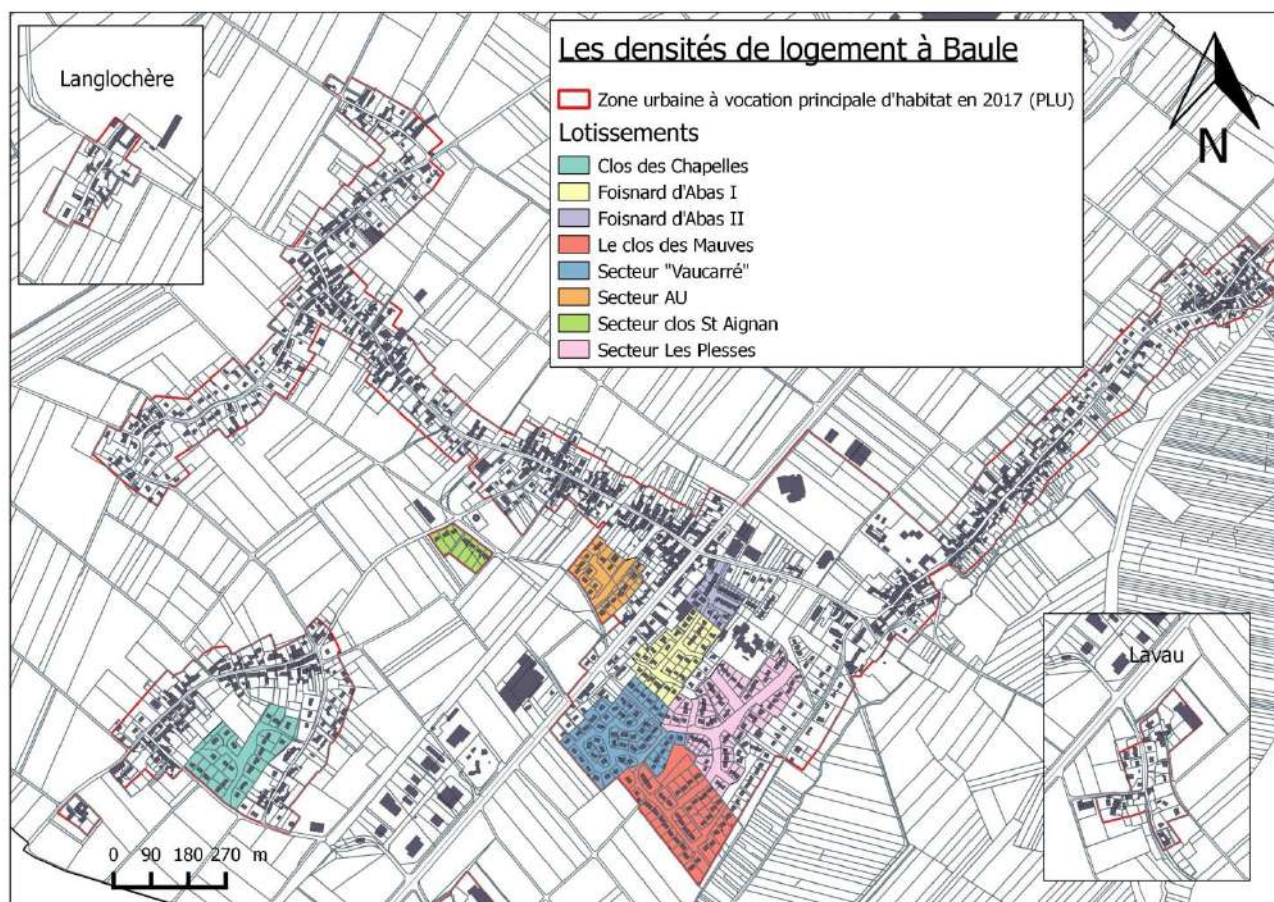 Langlochère
Les densités de logement à Baule
Zone urbaine à vocation principale d'habitat en 2017 (PLU)
Lotissements
Clos des Chapelles
Foisnard d'Abas I
Foisnard d'Abas II
Le clos des Mauves
Secteur "Vaucarré"
Secteur AU
Secteur clos St Aignan
Secteur Les Plesses
N
Lavau
0 90 180 270 m